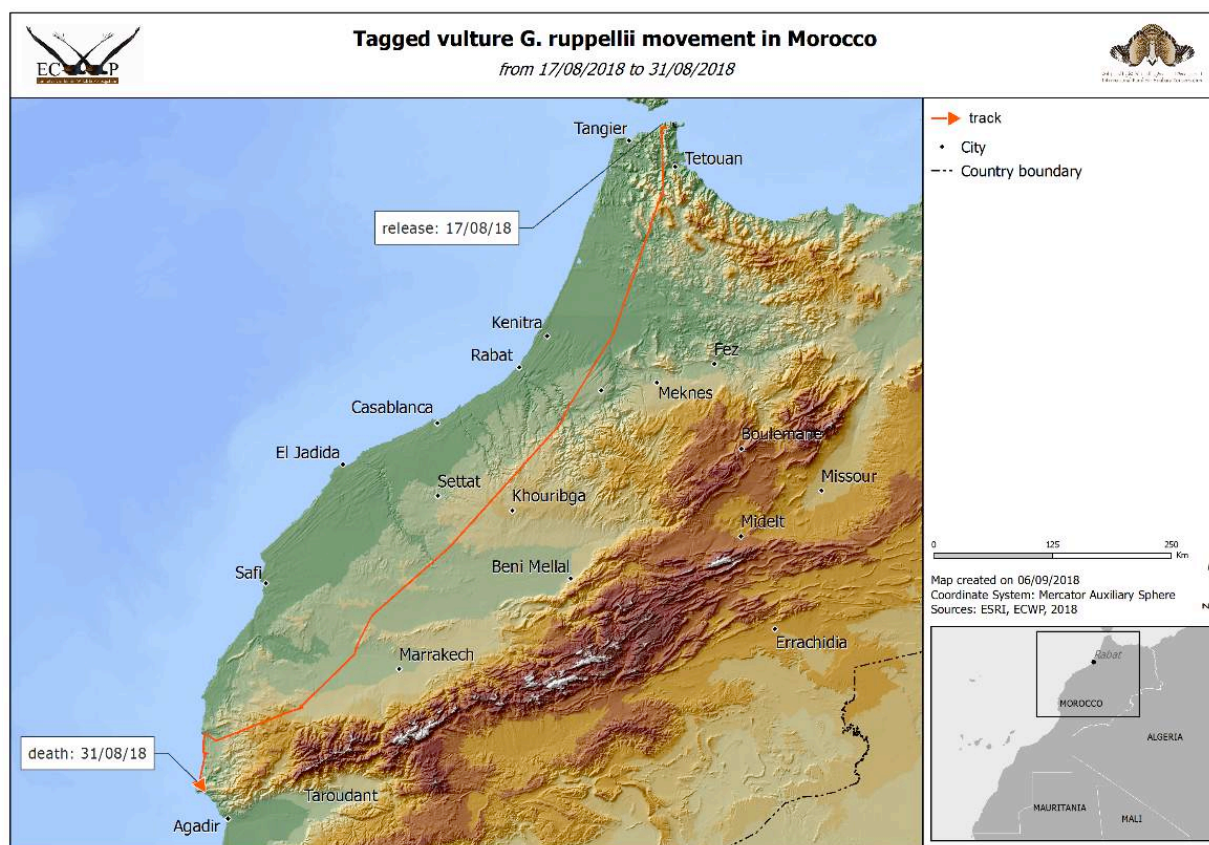 EC WP
Tagged vulture G. ruppellii movement in Morocco
from 17/08/2018 to 31/08/2018
track
City
Country boundary
Tangier
Tetouan
release: 17/08/18
Kenitra
Rabat
Fez
Meknes
Casablanca
Boulemane
El Jadida
Settat
Missour
Khouribga
Midelt
Beni Mellal
Safi
Errachidia
Marrakech
death: 31/08/18
Taroudant
Agadir
0 125 250
Km
Map created on 06/09/2018
Coordinate System: Mercator Auxiliary Sphere
Sources: ESRI, ECWP, 2018
N
Rabat
MOROCCO
ALGERIA
MAURITANIA
MALI